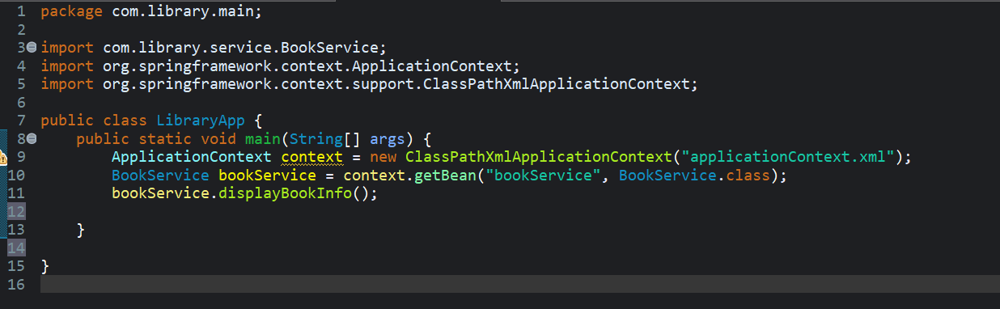 1 package com.library.main;
2
3 import com.library.service.BookService;
4 import org.springframework.context.ApplicationContext;
5 import org.springframework.context.support.ClassPathXmlApplicationContext;
6
7 public class LibraryApp {
8     public static void main(String[] args) {
9         ApplicationContext context = new ClassPathXmlApplicationContext("applicationContext.xml");
10         BookService bookService = context.getBean("bookService", BookService.class);
11         bookService.displayBookInfo();
12
13     }
14
15 }
16